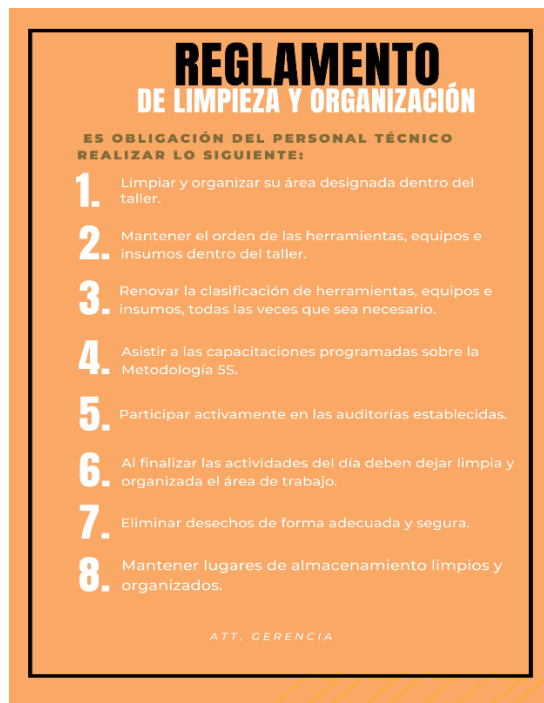 REGLAMENTO
DE LIMPIEZA Y ORGANIZACIÓN
ES OBLIGACIÓN DEL PERSONAL TÉCNICO
REALIZAR LO SIGUIENTE:
1. Limpiar y organizar su área designada dentro del
taller.
2. Mantener el orden de las herramientas, equipos e
insumos dentro del taller.
3. Renovar la clasificación de herramientas, equipos e
insumos, todas las veces que sea necesario.
4. Asistir a las capacitaciones programadas sobre la
Metodología 5S.
5. Participar activamente en las auditorías establecidas.
6. Al finalizar las actividades del día deben dejar limpia y
organizada el área de trabajo.
7. Eliminar desechos de forma adecuada y segura.
8. Mantener lugares de almacenamiento limpios y
organizados.
ATT. GERENCIA